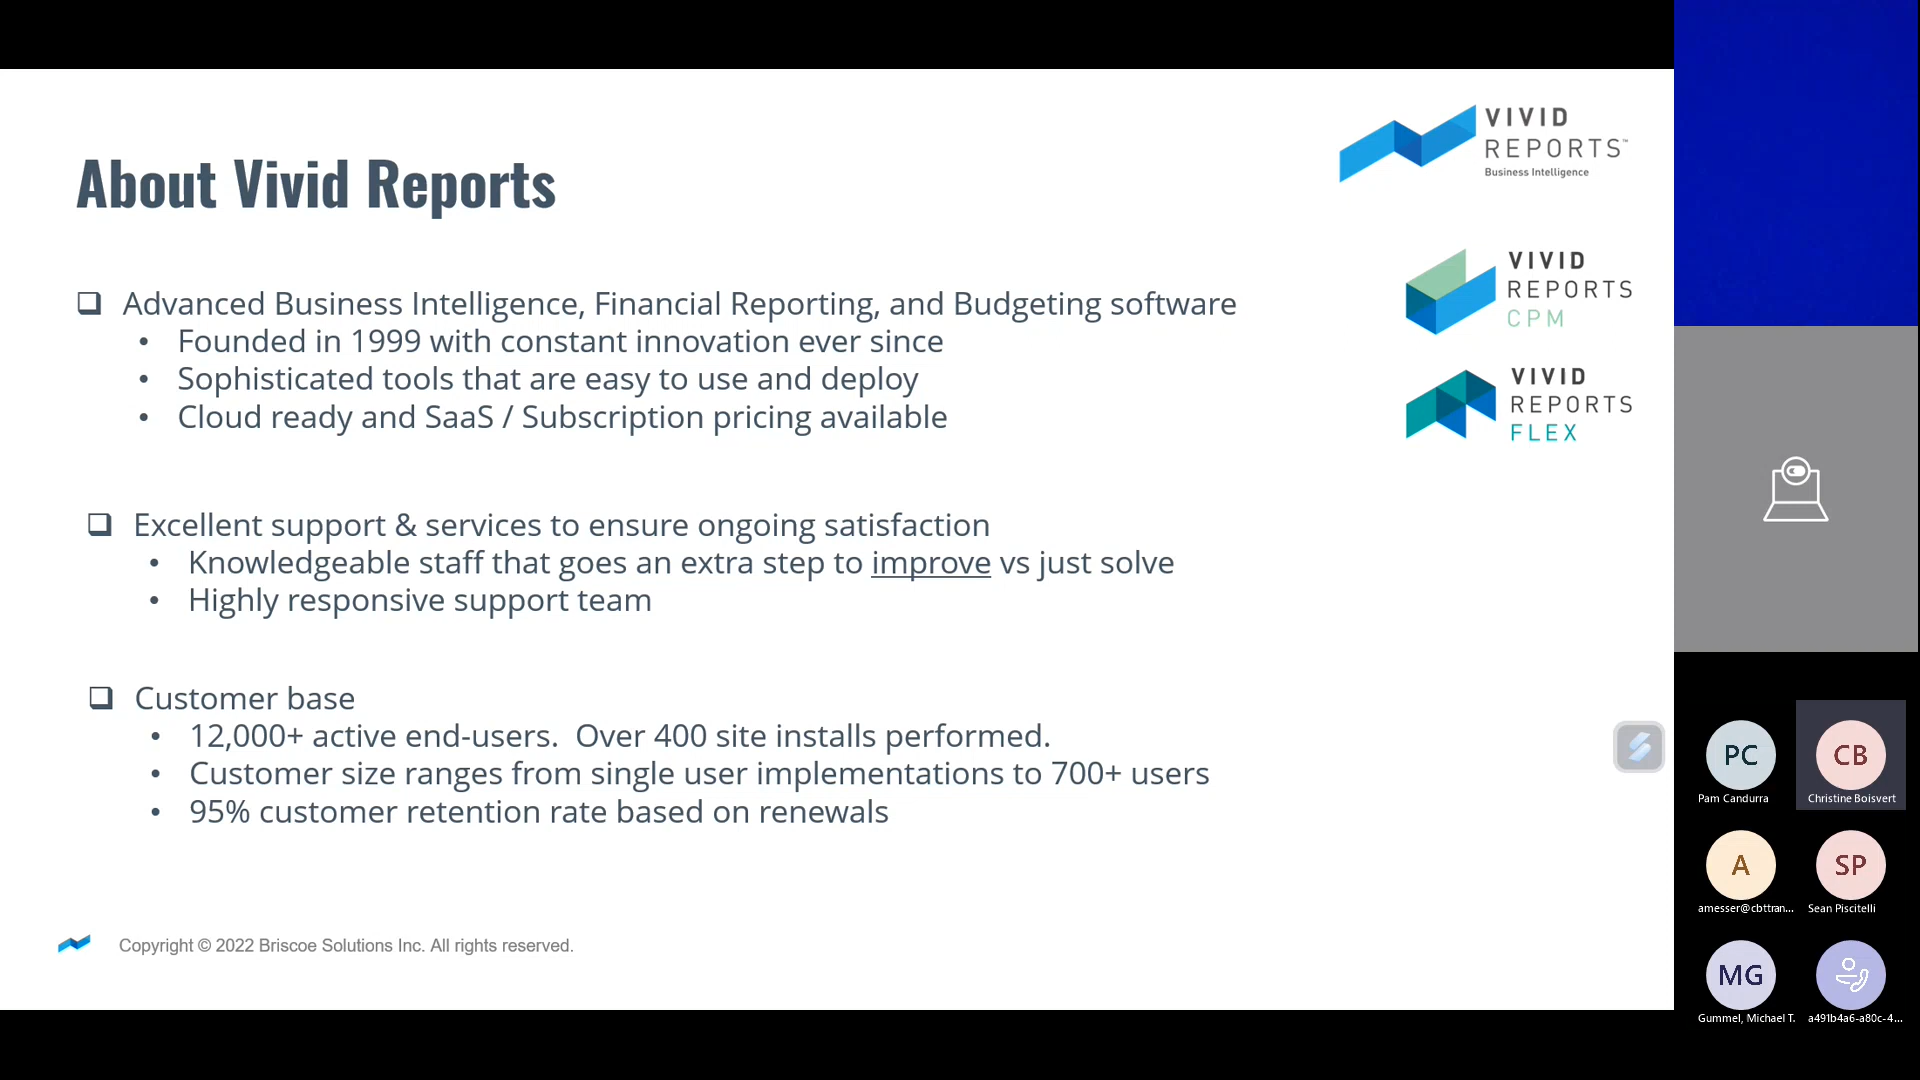 About Vivid Reports
VIVID
REPORTS™
Business Intelligence
VIVID
REPORTS
CPM
VIVID
REPORTS
FLEX
❑ Advanced Business Intelligence, Financial Reporting, and Budgeting software
• Founded in 1999 with constant innovation ever since
• Sophisticated tools that are easy to use and deploy
• Cloud ready and SaaS / Subscription pricing available
❑ Excellent support & services to ensure ongoing satisfaction
• Knowledgeable staff that goes an extra step to improve vs just solve
• Highly responsive support team
❑ Customer base
• 12,000+ active end-users.  Over 400 site installs performed.
• Customer size ranges from single user implementations to 700+ users
• 95% customer retention rate based on renewals
Copyright © 2022 Briscoe Solutions Inc. All rights reserved.
PC
Pam Candurra
CB
Christine Boisvert
A
amesser@cbttran...
SP
Sean Piscitelli
MG
Gummel, Michael T.
a491b4a6-a80c-4...